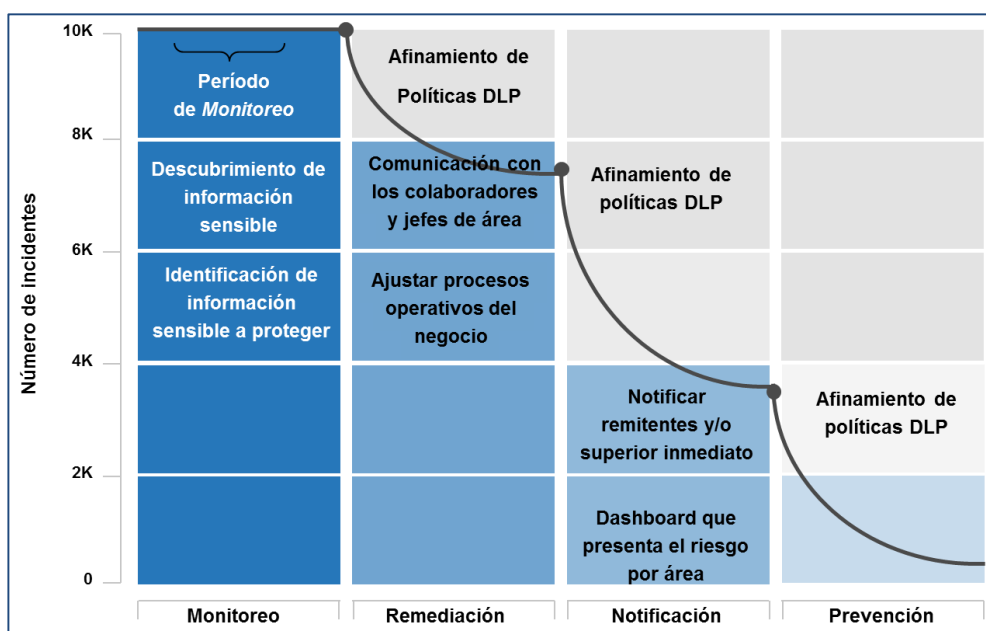 10K
8K
6K
4K
2K
0
Número de incidentes
Período
de Monitoreo
Descubrimiento de
información
sensible
Identificación de
información
sensible a proteger
Afinamiento de
Políticas DLP
Comunicación con
los colaboradores
y jefes de área
Ajustar procesos
operativos del
negocio
Afinamiento de
políticas DLP
Notificar
remitentes y/o
superior inmediato
Dashboard que
presenta el riesgo
por área
Afinamiento de
políticas DLP
Monitoreo
Remediación
Notificación
Prevención